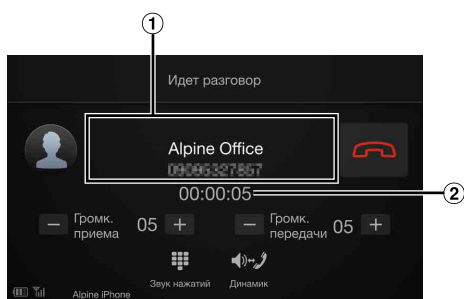 1
Идет разговор
Alpine Office
00:00:05
2
— Громк. приема 05 +
— Громк. передачи 05 +
Звук нажатий
Динамик
Alpine iPhone